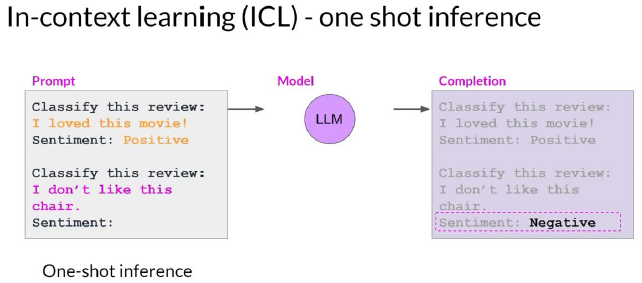 In-context learning (ICL) - one shot inference
Prompt
Classify this review:
I loved this movie!
Sentiment: Positive
Classify this review:
I don't like this
chair.
Sentiment:
Model
LLM
Completion
Classify this review:
I loved this movie!
Sentiment: Positive
Classify this review:
I don't like this
chair.
Sentiment: Negative
One-shot inference